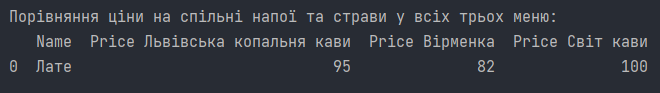 Порівняння ціни на спільні напої та страви у всіх трьох меню:
Name Price Львівська копальня кави Price Вірменка Price Світ кави
0 Лате 95 82 100